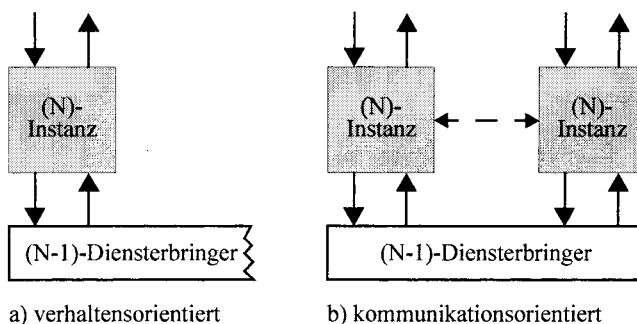 (N)-
Instanz
(N)-
Instanz
(N)-
Instanz
(N-1)-Diensterbringer
(N-1)-Diensterbringer
a) verhaltensorientiert
b) kommunikationsorientiert